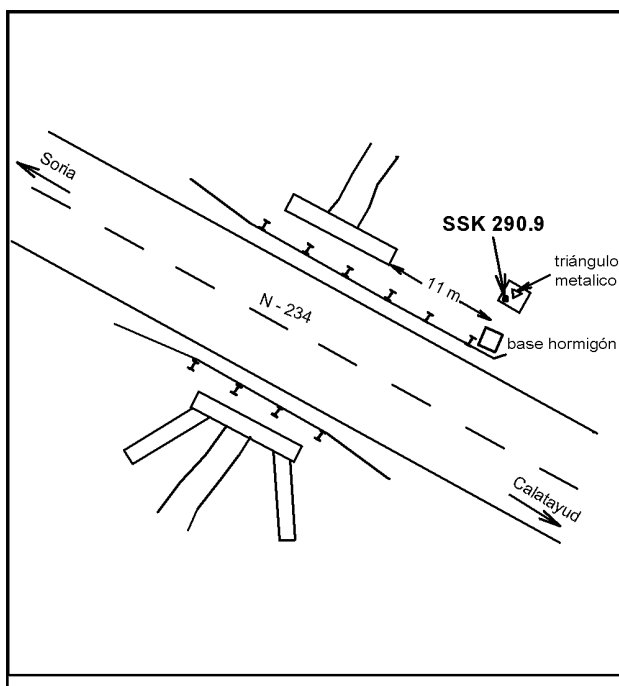 Soria
SSK 290.9
triángulo
metalico
11 m
N - 234
base hormigón
Calatayud